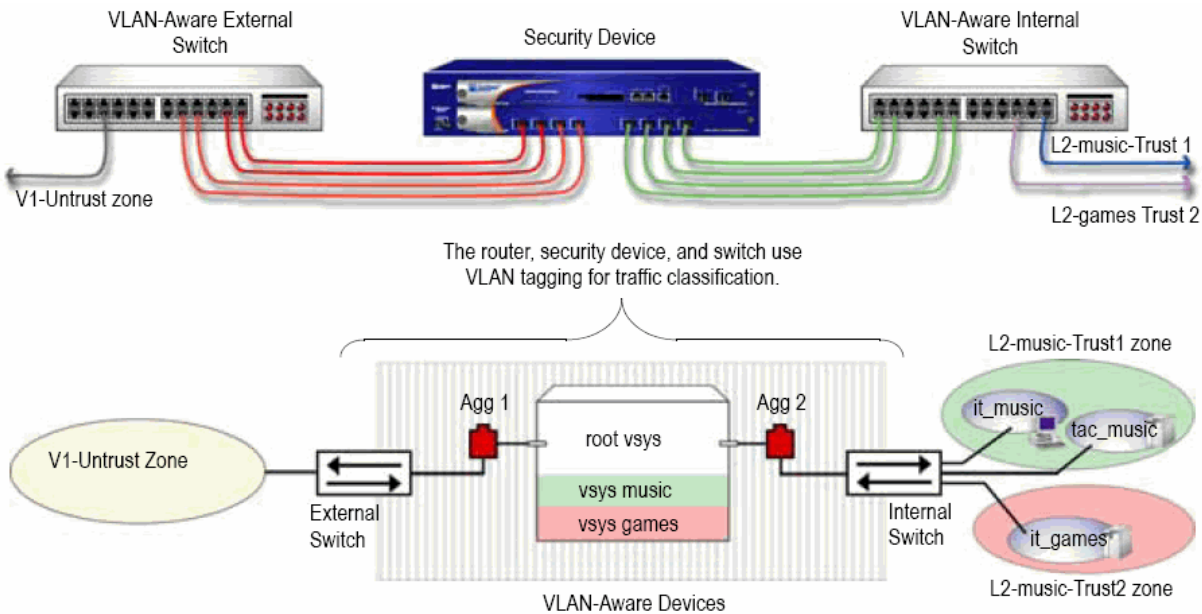 VLAN-Aware External
Switch
Security Device
VLAN-Aware Internal
Switch
V1-Untrust zone
L2-music-Trust 1
L2-games Trust 2
The router, security device, and switch use
VLAN tagging for traffic classification.
L2-music-Trust1 zone
Agg 1
Agg 2
it_music
tac_music
root vsys
V1-Untrust Zone
vsys music
vsys games
External
Switch
Internal
Switch
it_games
L2-music-Trust2 zone
VLAN-Aware Devices